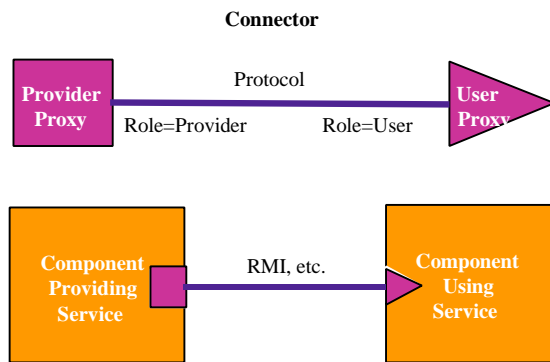 Connector
Provider
Proxy
Protocol
User
Proxy
Role=Provider
Role=User
Component
Providing
Service
RMI, etc.
Component
Using
Service